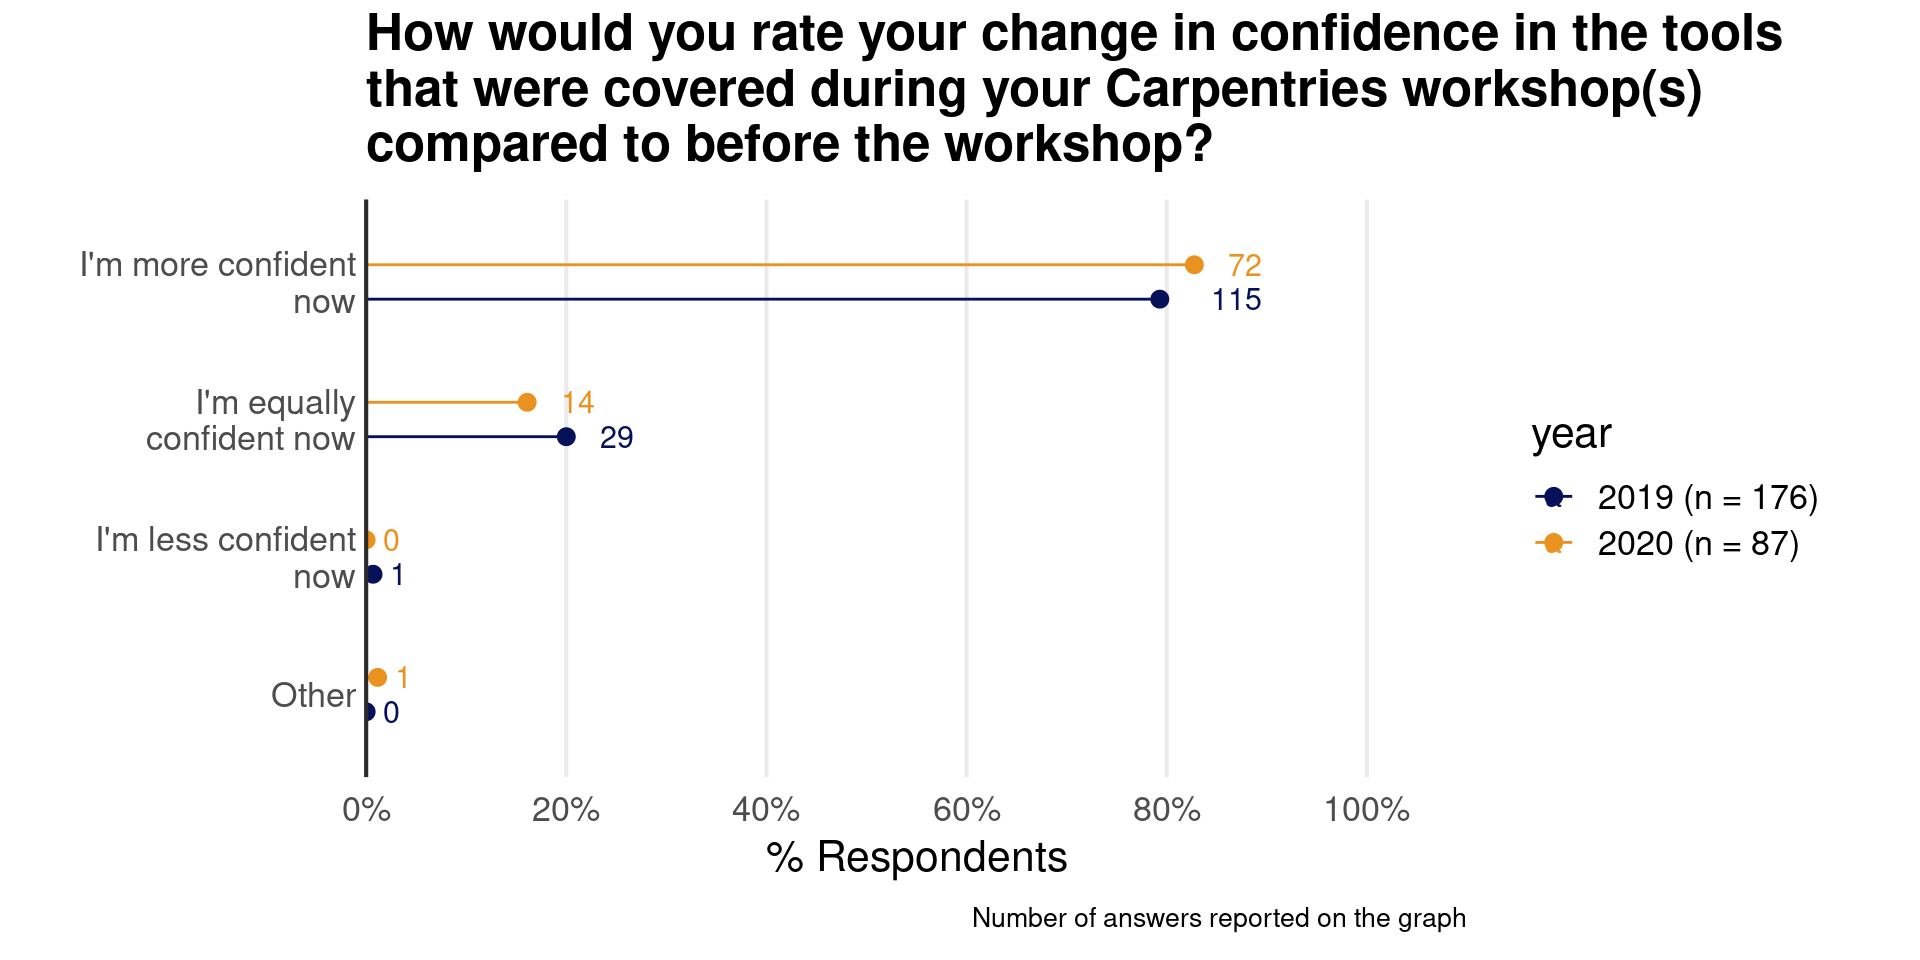 How would you rate your change in confidence in the tools
that were covered during your Carpentries workshop(s)
compared to before the workshop?
I'm more confident
now
72
115
I'm equally
confident now
14
29
I'm less confident
now
0
1
Other
1
0
0%
20%
40%
60%
80%
100%
% Respondents
year
2019 (n = 176)
2020 (n = 87)
Number of answers reported on the graph